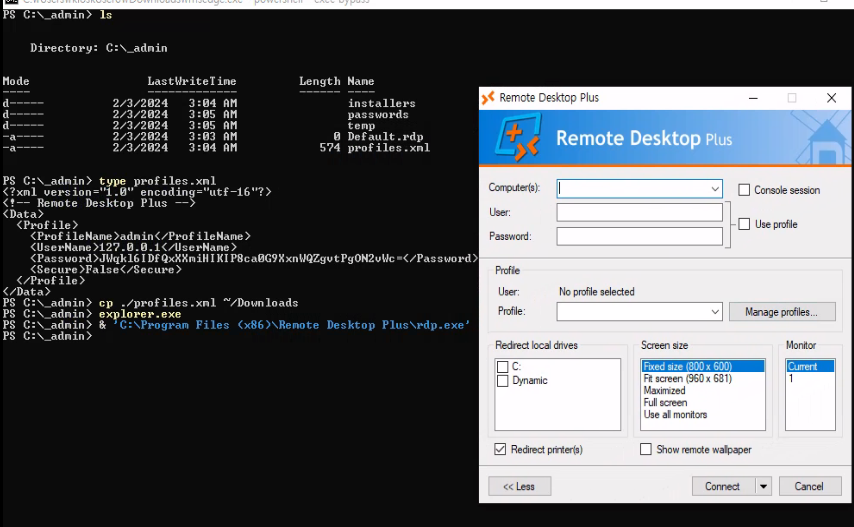 PS C:\_admin> ls
Directory: C:\_admin
Mode LastWriteTime Length Name
---- ------------- ------ ----
d----- 2/3/2024 3:04 AM installers
d----- 2/3/2024 3:05 AM passwords
d----- 2/3/2024 3:05 AM temp
-a---- 2/3/2024 3:03 AM 0 Default.rdp
-a---- 2/3/2024 3:04 AM 574 profiles.xml
PS C:\_admin> type profiles.xml
<?xml version="1.0" encoding="utf-16"?>
<!-- Remote Desktop Plus -->
<Data>
<Profile>
<ProfileName>admin</ProfileName>
<UserName>127.0.0.1</UserName>
<Password>JWqkl6IDfQxXXmiHIKIP8ca0G9XxnWQZgvtPgON2vWc=</Password>
<Secure>False</Secure>
</Profile>
</Data>
PS C:\_admin> cp ./profiles.xml ~/Downloads
PS C:\_admin> explorer.exe
PS C:\_admin> & 'C:\Program Files (x86)\Remote Desktop Plus\rdp.exe'
PS C:\_admin>
Remote Desktop Plus
Remote Desktop Plus
Computer(s):
Console session
User:
Use profile
Password:
Profile
User: No profile selected
Profile:
Manage profiles...
Redirect local drives
C:
Dynamic
Screen size
Fixed size (800 x 600)
Fit screen (960 x 681)
Maximized
Full screen
Use all monitors
Monitor
Current
1
Redirect printer(s)
Show remote wallpaper
<< Less
Connect
Cancel